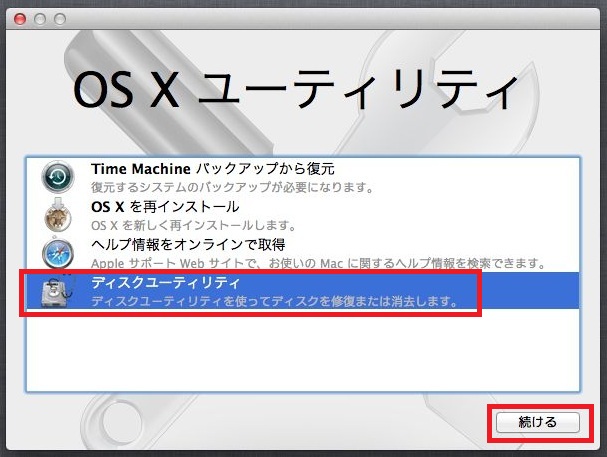 OS X ユーティリティ
Time Machine バックアップから復元
復元するシステムのバックアップが必要になります。
OS X を再インストール
OS X を新しく再インストールします。
ヘルプ情報をオンラインで取得
Apple サポート Web サイトで、お使いの Mac に関するヘルプ情報を検索できます。
ディスクユーティリティ
ディスクユーティリティを使ってディスクを修復または消去します。
続ける